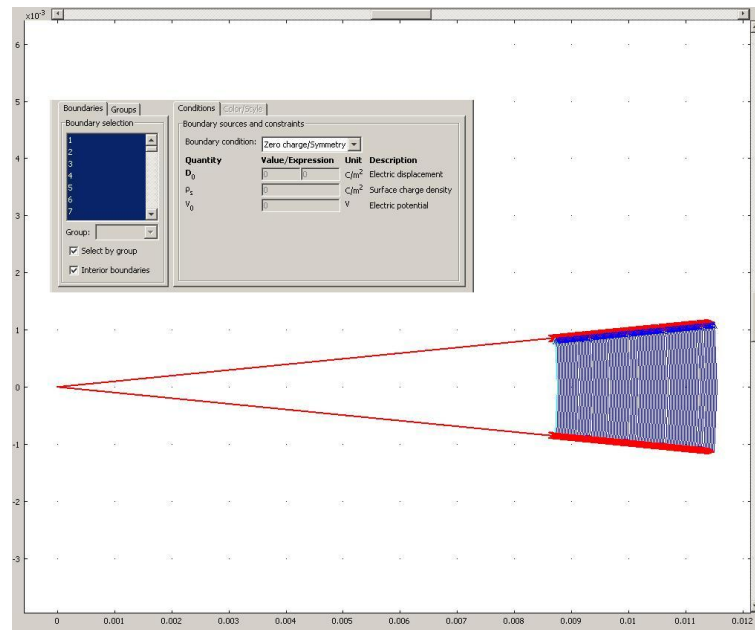 x10⁻³
6
5
Boundaries Groups Conditions Color/Style
Boundary selection Boundary sources and constraints
1 Boundary condition: Zero charge/Symmetry
2 Quantity Value/Expression Unit Description
3 D₀ 0 0 C/m² Electric displacement
4 ρₛ 0 C/m² Surface charge density
5 V₀ 0 V Electric potential
6
7
Group:
Select by group
Interior boundaries
4
3
2
1
0
-1
-2
-3
0 0.001 0.002 0.003 0.004 0.005 0.006 0.007 0.008 0.009 0.01 0.011 0.012